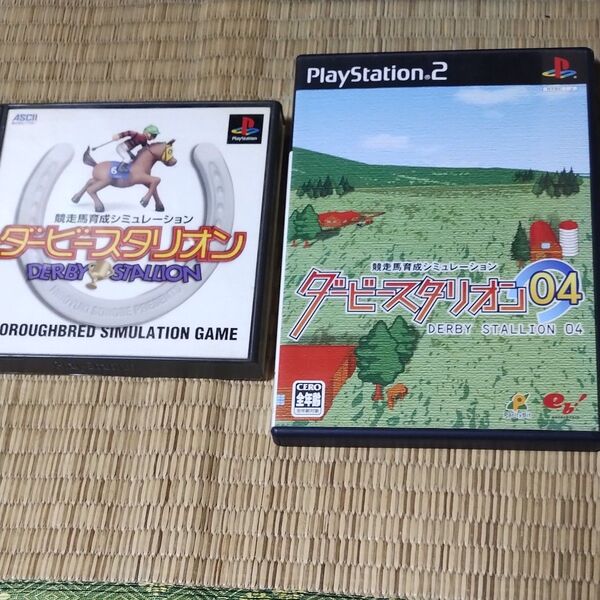 ASCII
PlayStation
6
競走馬育成シミュレーション
ダービースタリオン
DERBY STALLION
OROUGHBRED SIMULATION GAME
PlayStation®2
競走馬育成シミュレーション
ダービースタリオン04
DERBY STALLION 04
CERO
全年齢
eb!